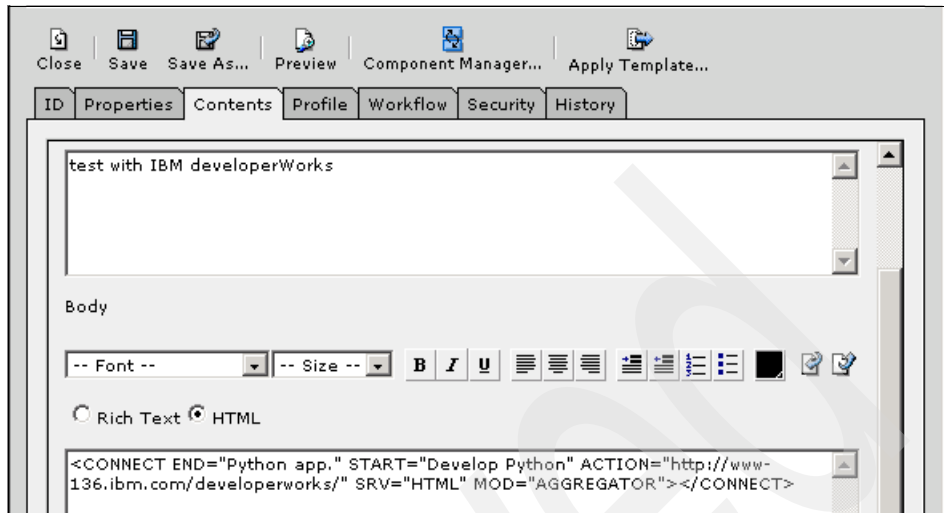 Close Save Save As... Preview Component Manager... Apply Template...
ID Properties Contents Profile Workflow Security History
test with IBM developerWorks
Body
-- Font -- -- Size -- B I U
Rich Text HTML
<CONNECT END="Python app." START="Develop Python" ACTION="http://www-
136.ibm.com/developerworks/" SRV="HTML" MOD="AGGREGATOR"></CONNECT>